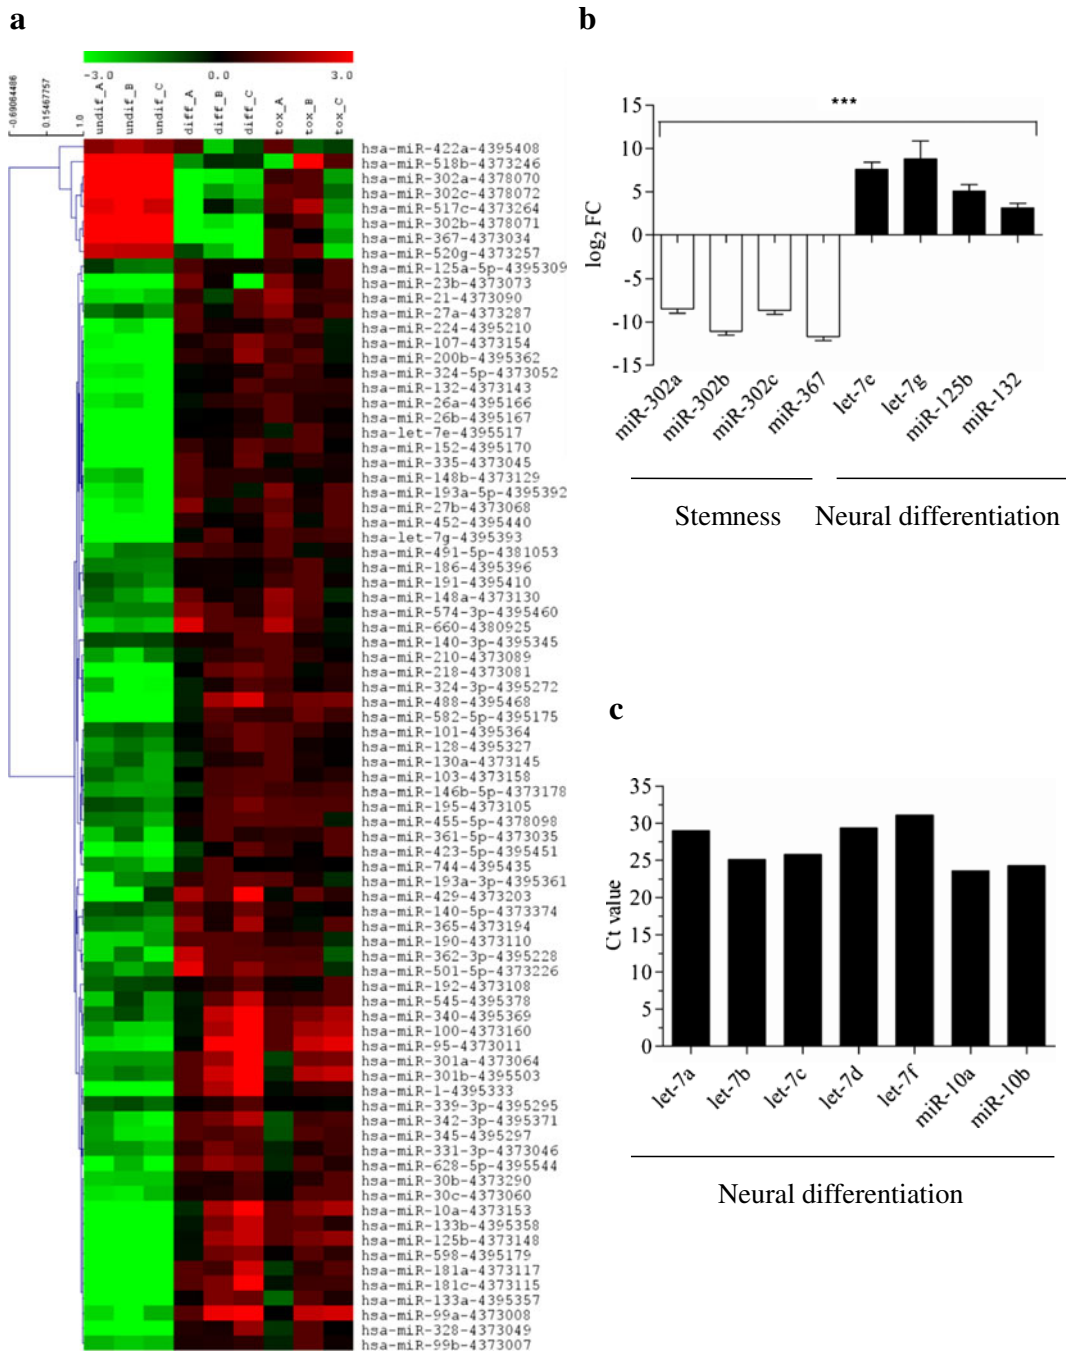 a
-3.0 0.0 3.0
-0.69064486
0.15467757
1.0
undif_A
undif_B
undif_C
diff_A
diff_B
diff_C
tox_A
tox_B
tox_C
hsa-miR-422a-4395408
hsa-miR-518b-4373246
hsa-miR-302a-4378070
hsa-miR-302c-4378072
hsa-miR-517c-4373264
hsa-miR-302b-4378071
hsa-miR-367-4373034
hsa-miR-520g-4373257
hsa-miR-125a-5p-4395309
hsa-miR-23b-4373073
hsa-miR-21-4373090
hsa-miR-27a-4373287
hsa-miR-224-4395210
hsa-miR-107-4373154
hsa-miR-200b-4395362
hsa-miR-324-5p-4373052
hsa-miR-132-4373143
hsa-miR-26a-4395166
hsa-miR-26b-4395167
hsa-let-7e-4395517
hsa-miR-152-4395170
hsa-miR-335-4373045
hsa-miR-148b-4373129
hsa-miR-193a-5p-4395392
hsa-miR-27b-4373068
hsa-miR-452-4395440
hsa-let-7g-4395393
hsa-miR-491-5p-4381053
hsa-miR-186-4395396
hsa-miR-191-4395410
hsa-miR-148a-4373130
hsa-miR-574-3p-4395460
hsa-miR-660-4380925
hsa-miR-140-3p-4395345
hsa-miR-210-4373089
hsa-miR-218-4373081
hsa-miR-324-3p-4395272
hsa-miR-488-4395468
hsa-miR-582-5p-4395175
hsa-miR-101-4395364
hsa-miR-128-4395327
hsa-miR-130a-4373145
hsa-miR-103-4373158
hsa-miR-146b-5p-4373178
hsa-miR-195-4373105
hsa-miR-455-5p-4378098
hsa-miR-361-5p-4373035
hsa-miR-423-5p-4395451
hsa-miR-744-4395435
hsa-miR-193a-3p-4395361
hsa-miR-429-4373203
hsa-miR-140-5p-4373374
hsa-miR-365-4373194
hsa-miR-190-4373110
hsa-miR-362-3p-4395228
hsa-miR-501-5p-4373226
hsa-miR-192-4373108
hsa-miR-545-4395378
hsa-miR-340-4395369
hsa-miR-100-4373160
hsa-miR-95-4373011
hsa-miR-301a-4373064
hsa-miR-301b-4395503
hsa-miR-1-4395333
hsa-miR-339-3p-4395295
hsa-miR-342-3p-4395371
hsa-miR-345-4395297
hsa-miR-331-3p-4373046
hsa-miR-628-5p-4395544
hsa-miR-30b-4373290
hsa-miR-30c-4373060
hsa-miR-10a-4373153
hsa-miR-133b-4395358
hsa-miR-125b-4373148
hsa-miR-598-4395179
hsa-miR-181a-4373117
hsa-miR-181c-4373115
hsa-miR-133a-4395357
hsa-miR-99a-4373008
hsa-miR-328-4373049
hsa-miR-99b-4373007
b
***
log2 FC
15
10
5
0
-5
-10
-15
miR-302a
miR-302b
miR-302c
miR-367
let-7e
let-7g
miR-125b
miR-132
Stemness Neural differentiation
c
Ct value
35
30
25
20
15
10
5
0
let-7a
let-7b
let-7c
let-7d
let-7f
miR-10a
miR-10b
Neural differentiation